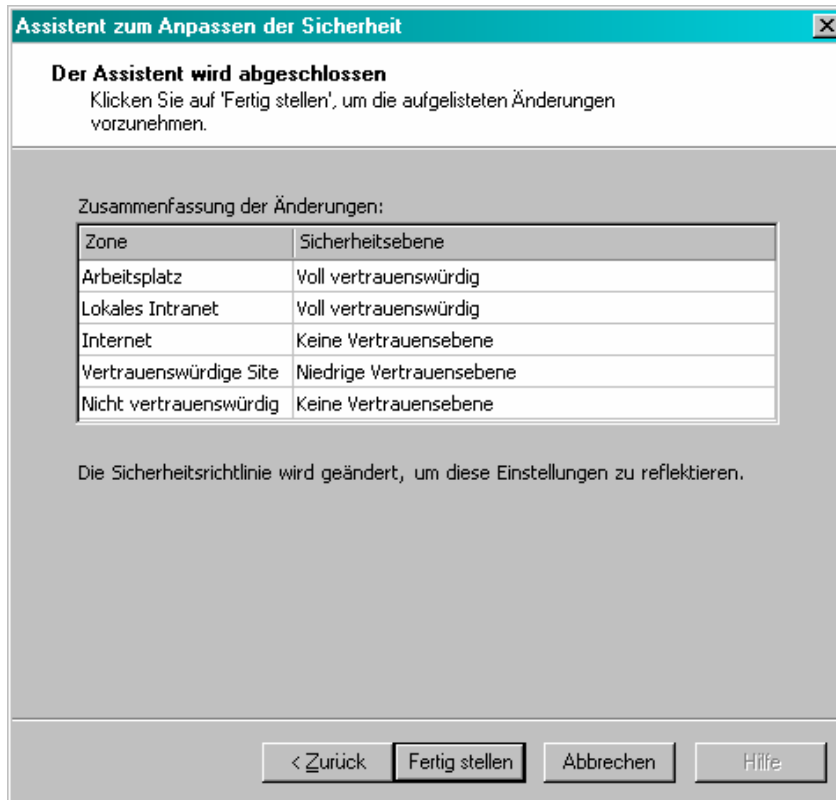 Assistent zum Anpassen der Sicherheit
Der Assistent wird abgeschlossen
Klicken Sie auf 'Fertig stellen', um die aufgelisteten Änderungen
vorzunehmen.
Zusammenfassung der Änderungen:
Zone Sicherheitsebene
Arbeitsplatz Voll vertrauenswürdig
Lokales Intranet Voll vertrauenswürdig
Internet Keine Vertrauensebene
Vertrauenswürdige Site Niedrige Vertrauensebene
Nicht vertrauenswürdig Keine Vertrauensebene
Die Sicherheitsrichtlinie wird geändert, um diese Einstellungen zu reflektieren.
< Zurück Fertig stellen Abbrechen Hilfe